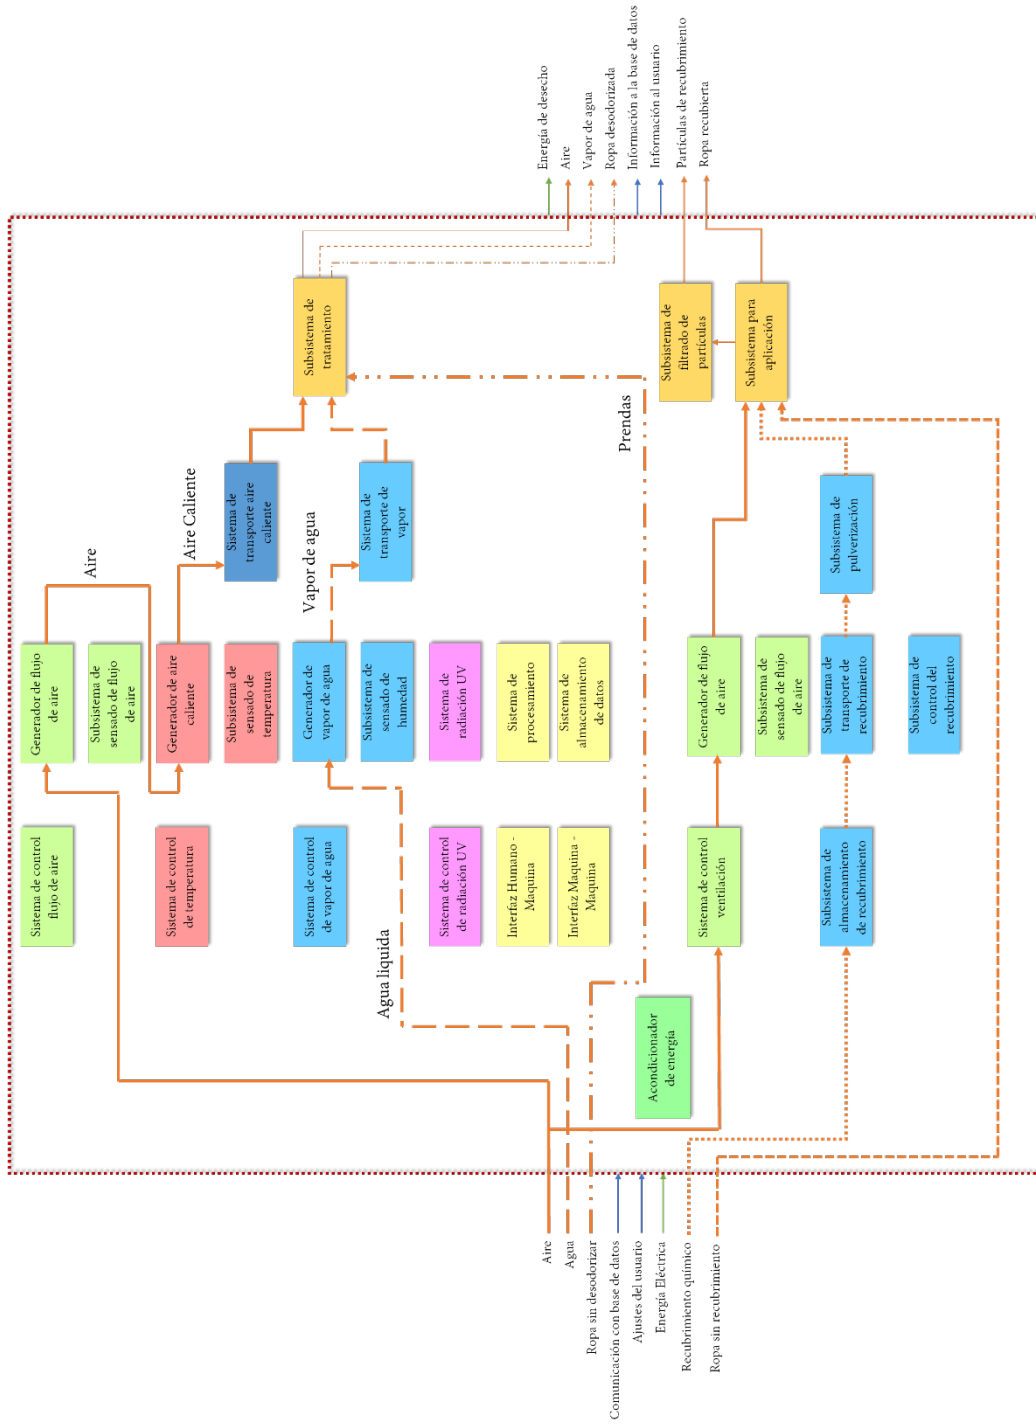 Aire
Agua
Ropa sin desodorizar
Comunicación con base de datos
Ajustes del usuario
Energía Eléctrica
Recubrimiento químico
Ropa sin recubrimiento
Sistema de control
flujo de aire
Sistema de control
de temperatura
Sistema de control
de vapor de agua
Agua liquida
Sistema de control
de radiación UV
Interfaz Humano -
Maquina
Interfaz Maquina -
Maquina
Acondicionador
de energía
Sistema de control
ventilación
Subsistema de
almacenamiento
de recubrimiento
Generador de flujo
de aire
Subsistema de
sensado de flujo
de aire
Generador de aire
caliente
Subsistema de
sensado de
temperatura
Generador de
vapor de agua
Subsistema de
sensado de
humedad
Sistema de
radiación UV
Sistema de
procesamiento
Sistema de
almacenamiento
de datos
Generador de flujo
de aire
Subsistema de
sensado de flujo
de aire
Subsistema de
transporte de
recubrimiento
Subsistema de
control del
recubrimiento
Aire
Aire Caliente
Vapor de agua
Sistema de
transporte aire
caliente
Sistema de
transporte de
vapor
Subsistema de
pulverización
Prendas
Subsistema de
tratamiento
Subsistema de
filtrado de
partículas
Subsistema para
aplicación
Energía de desecho
Aire
Vapor de agua
Ropa desodorizada
Información a la base de datos
Información al usuario
Partículas de recubrimiento
Ropa recubierta